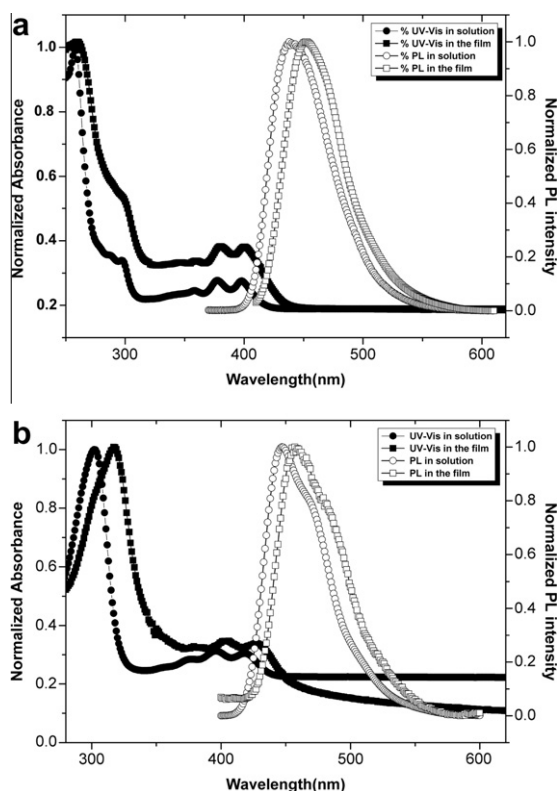 a
% UV-Vis in solution
% UV-Vis in the film
% PL in solution
% PL in the film
Normalized Absorbance
1.0
0.8
0.6
0.4
0.2
Normalized PL intensity
1.0
0.8
0.6
0.4
0.2
0.0
300 400 500 600
Wavelength(nm)
b
UV-Vis in solution
UV-Vis in the film
PL in solution
PL in the film
Normalized Absorbance
1.0
0.8
0.6
0.4
0.2
0.0
Normalized PL intensity
1.0
0.8
0.6
0.4
0.2
0.0
300 400 500 600
Wavelength(nm)